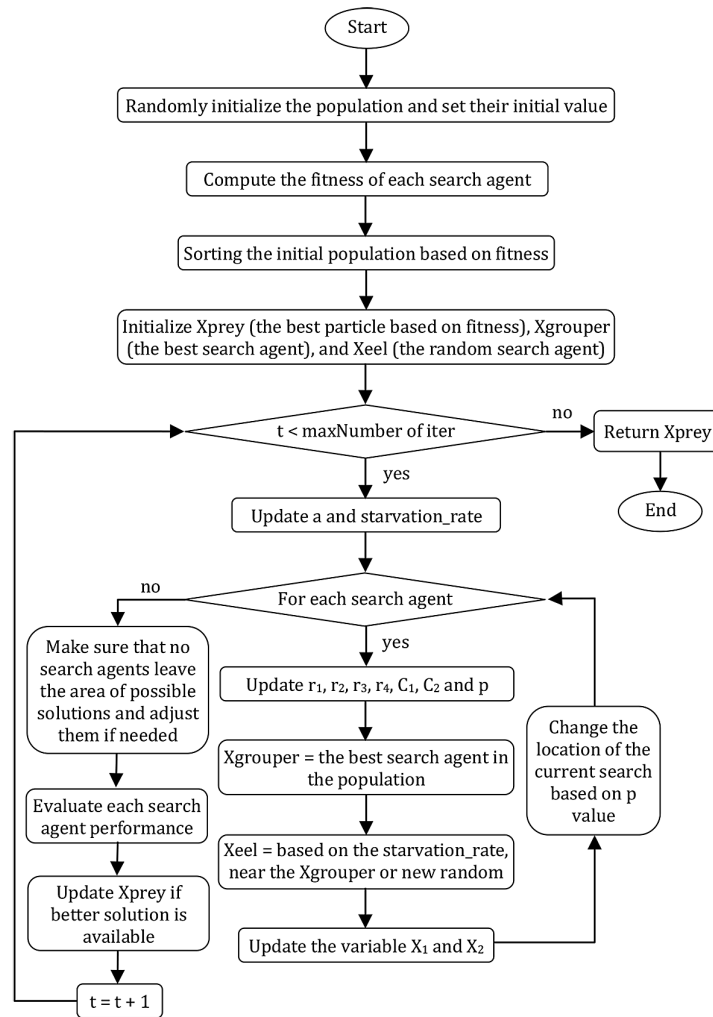 Start
Randomly initialize the population and set their initial value
Compute the fitness of each search agent
Sorting the initial population based on fitness
Initialize Xprey (the best particle based on fitness), Xgrouper
(the best search agent), and Xeel (the random search agent)
t < maxNumber of iter
no
Return Xprey
End
yes
Update a and starvation_rate
For each search agent
no
Make sure that no
search agents leave
the area of possible
solutions and adjust
them if needed
Evaluate each search
agent performance
Update Xprey if
better solution is
available
t = t + 1
yes
Update r₁, r₂, r₃, r₄, C₁, C₂ and p
Xgrouper = the best search agent in
the population
Xeel = based on the starvation_rate,
near the Xgrouper or new random
Update the variable X₁ and X₂
Change the
location of the
current search
based on p
value